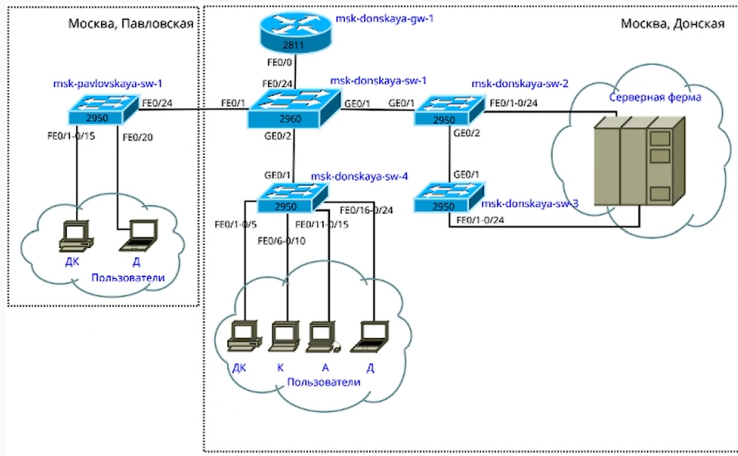 Москва, Павловская
Москва, Донская
msk-donskaya-gw-1
2811
FE0/0
msk-pavlovskaya-sw-1
FE0/24
2950
FE0/1-0/15
FE0/20
ДК
Д
Пользователи
FE0/24
msk-donskaya-sw-1
FE0/1
GE0/1
2960
GE0/2
msk-donskaya-sw-2
GE0/1
FE0/1-0/24
2950
GE0/2
Серверная ферма
GE0/1
msk-donskaya-sw-3
2950
FE0/1-0/24
GE0/1
msk-donskaya-sw-4
2950
FE0/1-0/5
FE0/6-0/10
FE0/11-0/15
FE0/16-0/24
ДК
К
А
Д
Пользователи